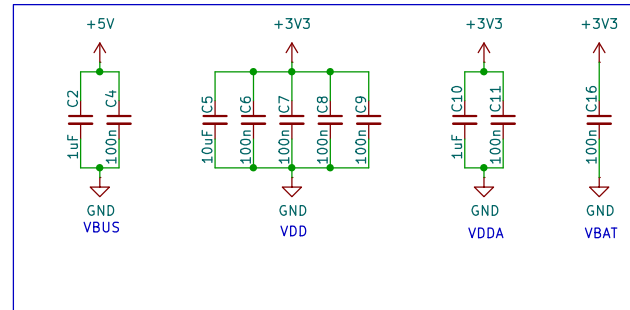 +5V
+3V3
+3V3
+3V3
C2
1uF
C4
100n
C5
10uF
C6
100n
C7
100n
C8
100n
C9
100n
C10
1uF
C11
100n
C16
100n
GND
GND
GND
GND
VBUS
VDD
VDDA
VBAT